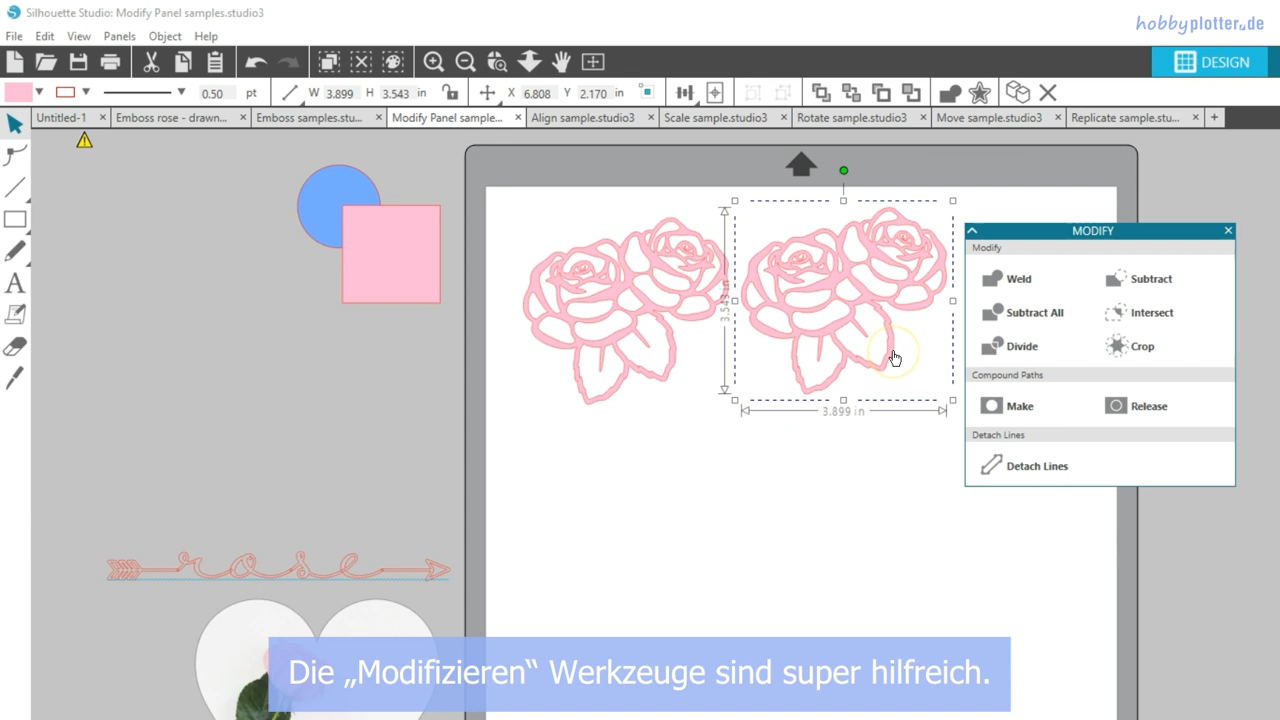 Silhouette Studio: Modify Panel samples.studio3
hobbyplotter.de
File Edit View Panels Object Help
DESIGN
0.50 pt W 3.899 H 3.543 in X 6.808 Y 2.170 in
Untitled-1 Emboss rose - drawn... Emboss samples.stu... Modify Panel sample... Align sample.studio3 Scale sample.studio3 Rotate sample.studio3 Move sample.studio3 Replicate sample.stu...
MODIFY
Modify
Weld Subtract
Subtract All Intersect
Divide Crop
Compound Paths
Make Release
Detach Lines
Detach Lines
3.543 in
3.899 in
rose
Die „Modifizieren“ Werkzeuge sind super hilfreich.